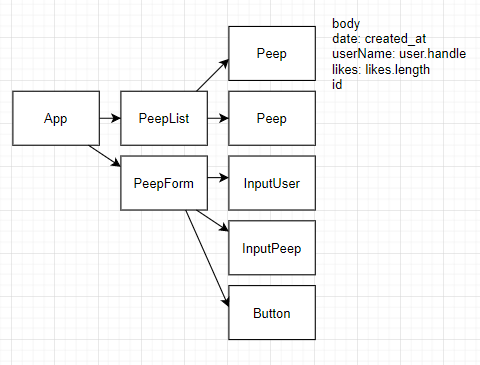 Peep
body
date: created_at
userName: user.handle
likes: likes.length
id
App
PeepList
Peep
PeepForm
InputUser
InputPeep
Button